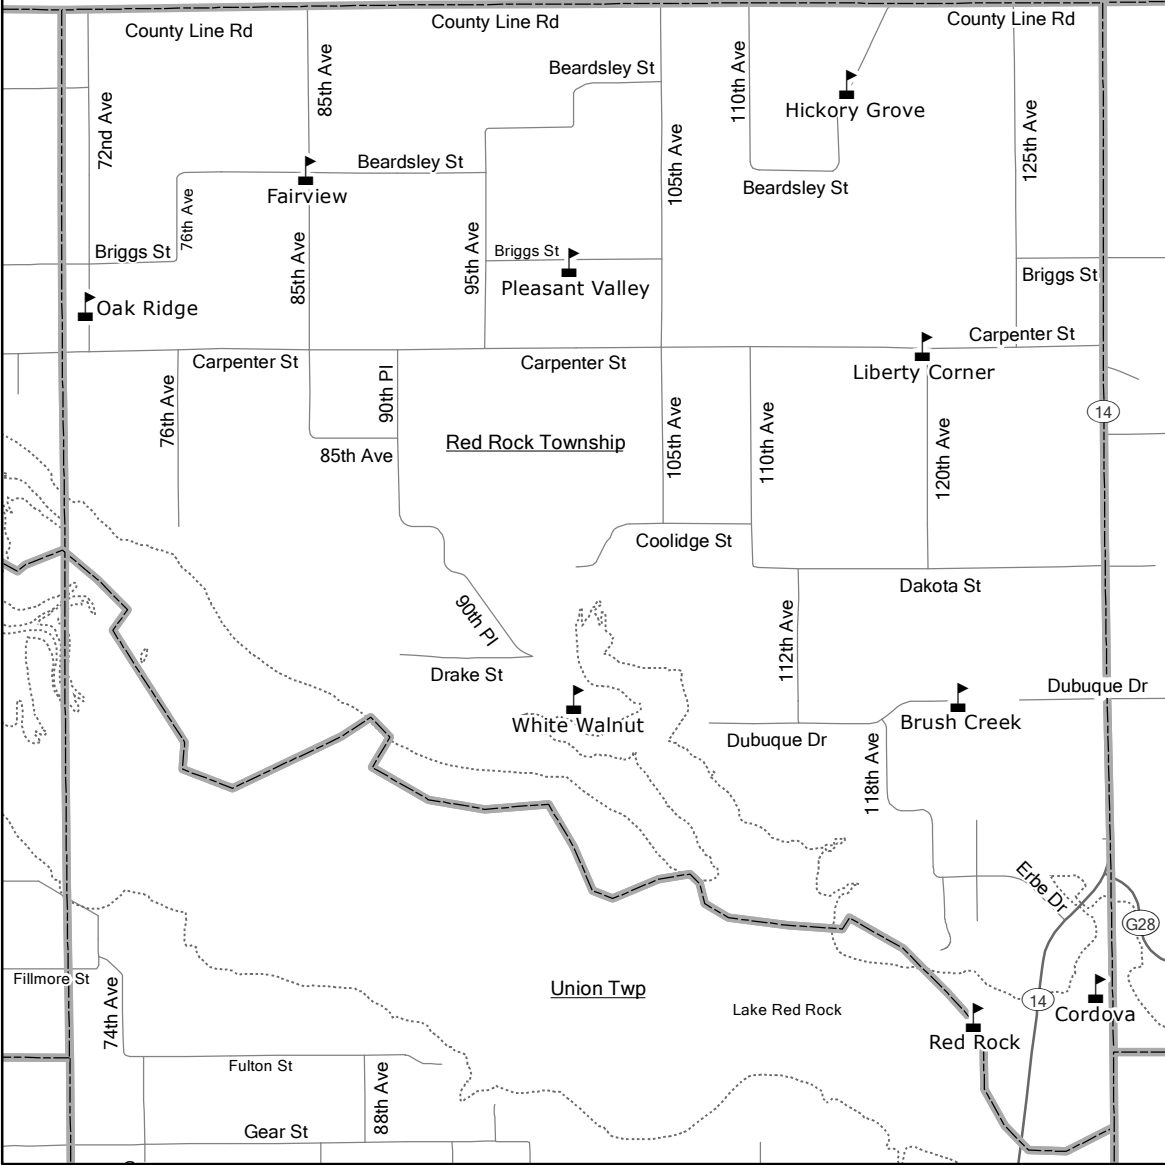 County Line Rd
County Line Rd
County Line Rd
85th Ave
Beardsley St
110th Ave
Hickory Grove
72nd Ave
125th Ave
105th Ave
Beardsley St
Fairview
Beardsley St
76th Ave
Briggs St
85th Ave
95th Ave
Briggs St
Pleasant Valley
Briggs St
Oak Ridge
Carpenter St
Carpenter St
Carpenter St
Liberty Corner
76th Ave
90th Pl
14
Red Rock Township
85th Ave
105th Ave
110th Ave
120th Ave
Coolidge St
Dakota St
90th Pl
112th Ave
Drake St
Dubuque Dr
White Walnut
Brush Creek
Dubuque Dr
118th Ave
Erbe Dr
G28
Fillmore St
Union Twp
14
74th Ave
Lake Red Rock
Cordova
Red Rock
Fulton St
88th Ave
Gear St